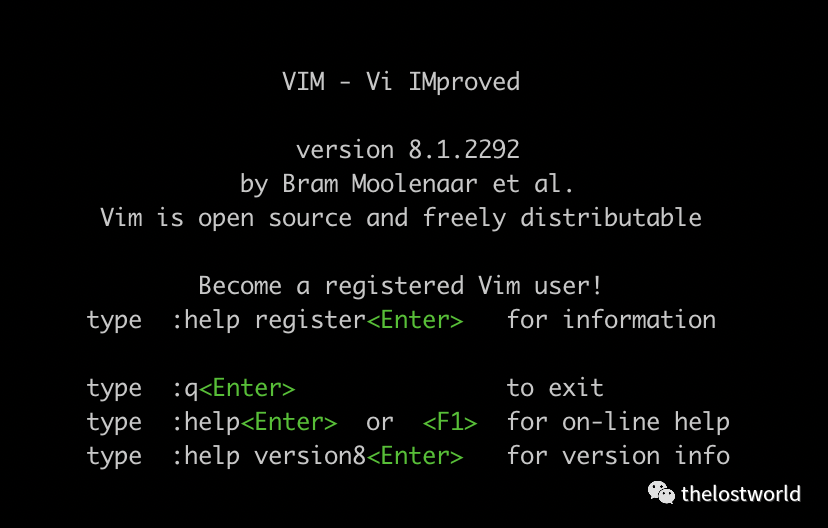 VIM - Vi IMproved
version 8.1.2292
by Bram Moolenaar et al.
Vim is open source and freely distributable
Become a registered Vim user!
type  :help register<Enter>   for information
type  :q<Enter>               to exit
type  :help<Enter>  or  <F1>  for on-line help
type  :help version8<Enter>   for version info
thelostworld